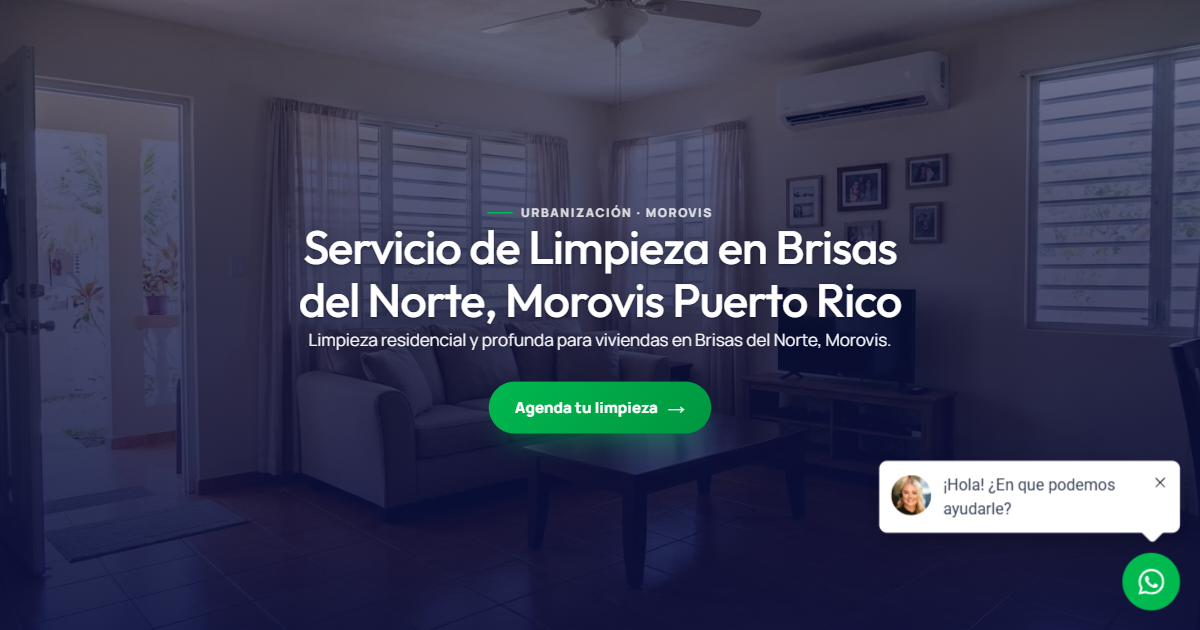 URBANIZACIÓN · MOROVIS
Servicio de Limpieza en Brisas
del Norte, Morovis Puerto Rico
Limpieza residencial y profunda para viviendas en Brisas del Norte, Morovis.
Agenda tu limpieza →
¡Hola! ¿En que podemos
ayudarle?